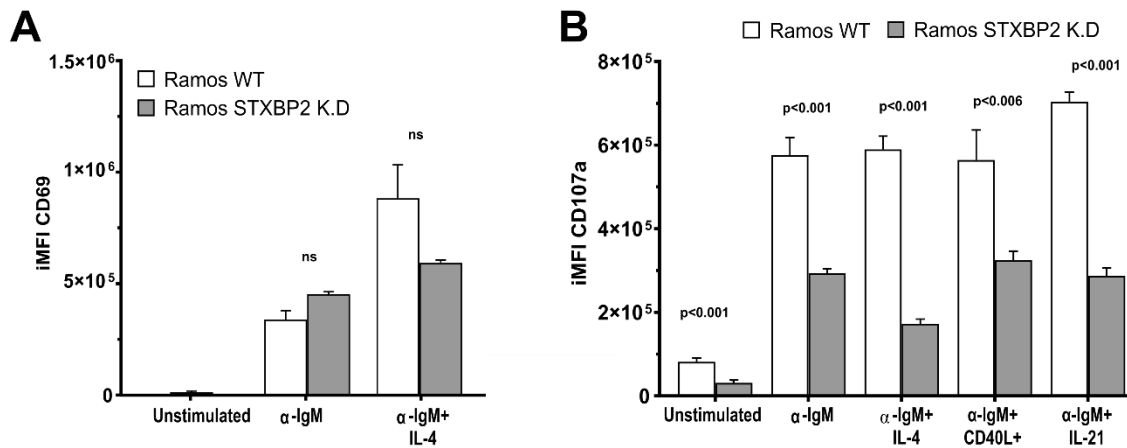 A
iMFI CD69
1.5×10⁶
1×10⁶
5×10⁵
0
Ramos WT
Ramos STXBP2 K.D
ns
ns
Unstimulated
α-IgM
α-IgM+
IL-4
B
Ramos WT
Ramos STXBP2 K.D
iMFI CD107a
8×10⁵
6×10⁵
4×10⁵
2×10⁵
0
p<0.001
p<0.001
p<0.001
p<0.006
p<0.001
Unstimulated
α-IgM
α-IgM+
IL-4
α-IgM+
CD40L+
α-IgM+
IL-21